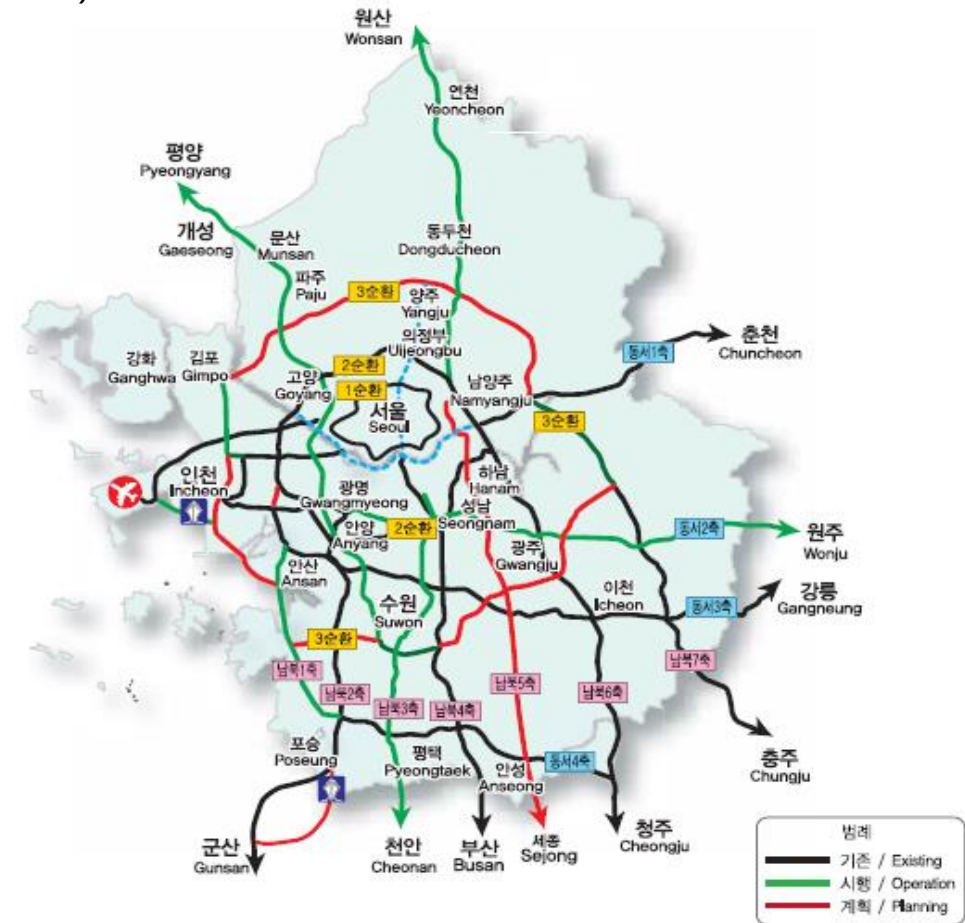 원산
Wonsan
연천
Yeoncheon
평양
Pyeongyang
개성
Gaeseong
문산
Munsan
동두천
Dongducheon
파주
Paju
3순환
양주
Yangju
의정부
Uijeongbu
동서1축
춘천
Chuncheon
강화
Ganghwa
김포
Gimpo
2순환
고양
Goyang
1순환
남양주
Namyangju
서울
Seoul
3순환
인천
Incheon
하남
Hanam
광명
Gwangmyeong
성남
Seongnam
안양
Anyang
2순환
동서2축
원주
Wonju
광주
Gwangju
안산
Ansan
이천
Icheon
강릉
Gangneung
동서3축
수원
Suwon
3순환
남북1축
남북7축
남북2축
남북3축
남북4축
남북5축
남북6축
포승
Poseung
평택
Pyeongtaek
안성
Anseong
동서4축
충주
Chungju
군산
Gunsan
천안
Cheonan
부산
Busan
세종
Sejong
청주
Cheongju
범례
기존 / Existing
시행 / Operation
계획 / Planning